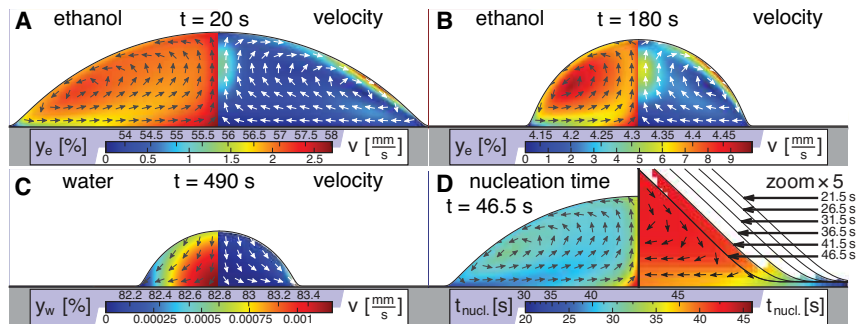 A ethanol t = 20 s velocity
54 54.5 55 55.5 56 56.5 57 57.5 58
yₑ [%] v [mm/s]
0 0.5 1 1.5 2 2.5
B ethanol t = 180 s velocity
4.15 4.2 4.25 4.3 4.35 4.4 4.45
yₑ [%] v [mm/s]
0 1 2 3 4 5 6 7 8 9
C water t = 490 s velocity
82.2 82.4 82.6 82.8 83 83.2 83.4
y_w [%] v [mm/s]
0 0.00025 0.0005 0.00075 0.001
D nucleation time zoom×5
t = 46.5 s
21.5 s
26.5 s
31.5 s
36.5 s
41.5 s
46.5 s
30 35 40 45
t_nucl. [s] t_nucl. [s]
20 25 30 35 40 45